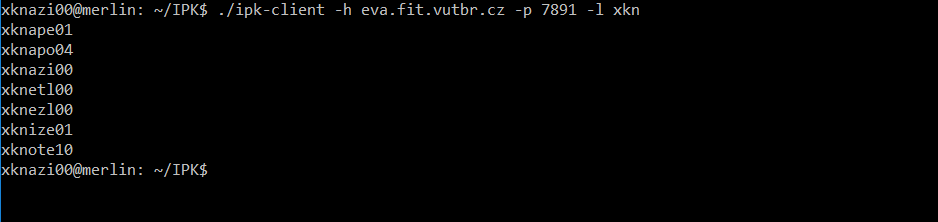 xknazi00@merlin: ~/IPK$ ./ipk-client -h eva.fit.vutbr.cz -p 7891 -l xkn
xknape01
xknapo04
xknazi00
xknetl00
xknezl00
xknize01
xknote10
xknazi00@merlin: ~/IPK$